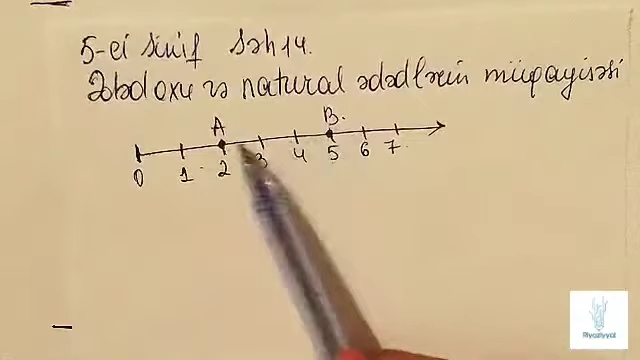 5-ci sinif Səh 14.
Ədəd oxu və natural ədədlərin müqayisəsi
A B.
0 1 2 3 4 5 6 7
Riyaziyyat